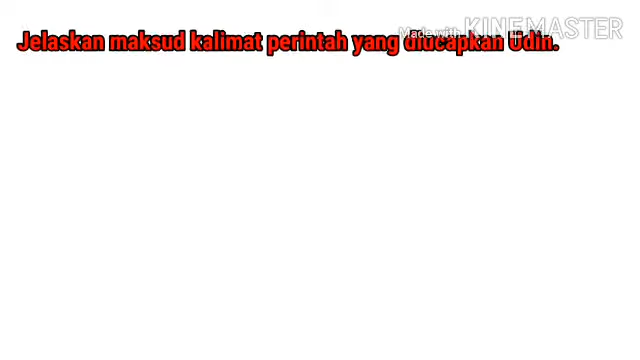 Made with KINEMASTER
Jelaskan maksud kalimat perintah yang diucapkan Udin.